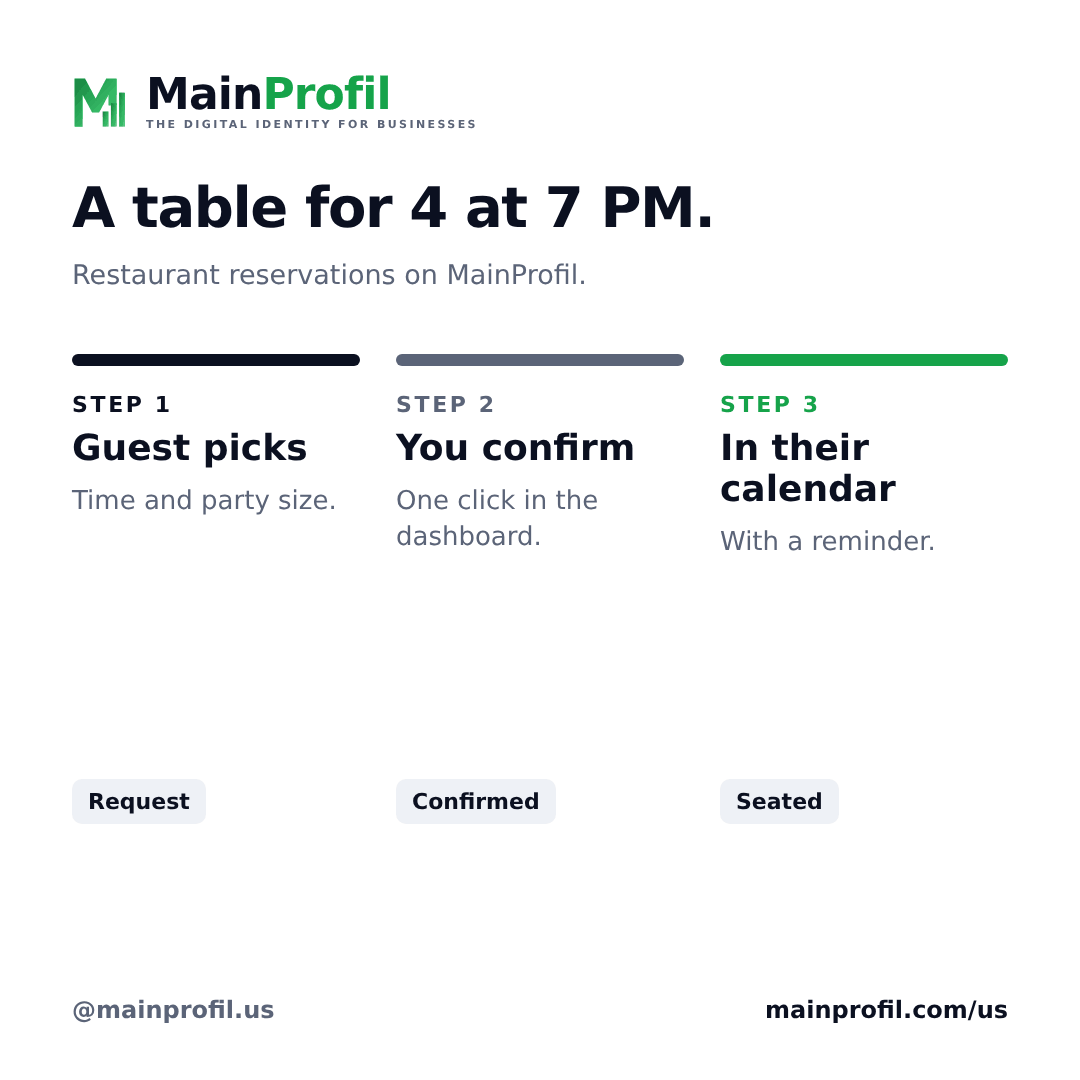 MainProfil
THE DIGITAL IDENTITY FOR BUSINESSES
A table for 4 at 7 PM.
Restaurant reservations on MainProfil.
STEP 1
Guest picks
Time and party size.
Request
STEP 2
You confirm
One click in the
dashboard.
Confirmed
STEP 3
In their
calendar
With a reminder.
Seated
@mainprofil.us
mainprofil.com/us